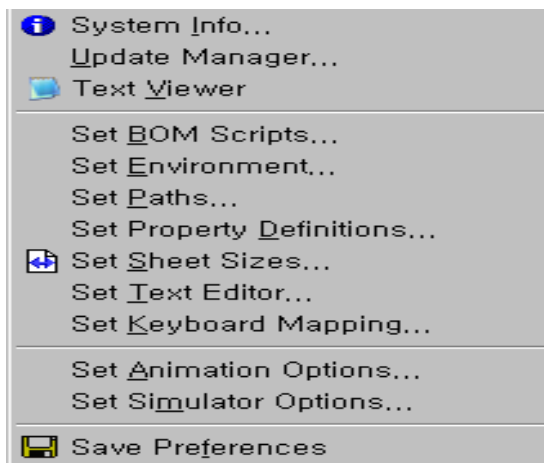 System Info...
Update Manager...
Text Viewer
Set BOM Scripts...
Set Environment...
Set Paths...
Set Property Definitions...
Set Sheet Sizes...
Set Text Editor...
Set Keyboard Mapping...
Set Animation Options...
Set Simulator Options...
Save Preferences